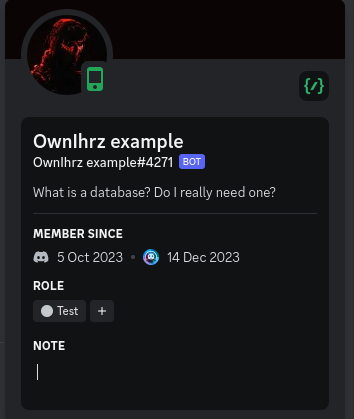 OwnIhrz example
OwnIhrz example#4271 BOT
What is a database? Do I really need one?
MEMBER SINCE
5 Oct 2023 • 14 Dec 2023
ROLE
Test +
NOTE